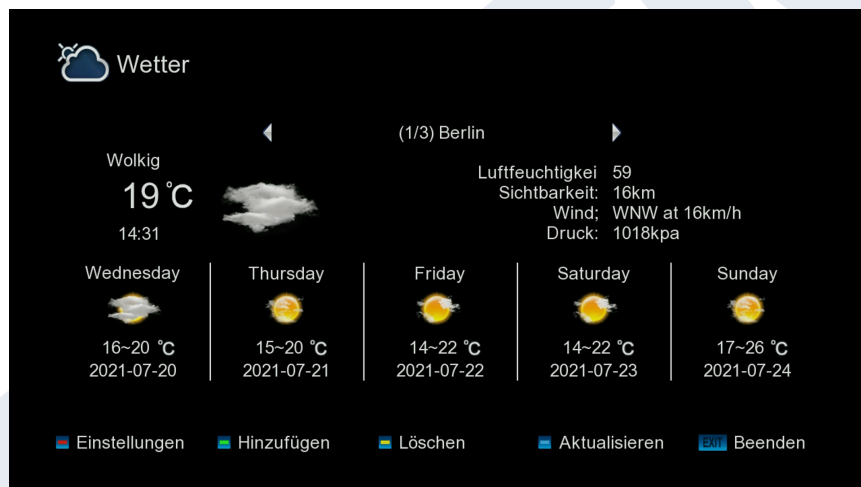 Wetter
(1/3) Berlin
Wolkig
19 °C
14:31
Luftfeuchtigkei 59
Sichtbarkeit: 16km
Wind; WNW at 16km/h
Druck: 1018kpa
Wednesday Thursday Friday Saturday Sunday
16~20 °C 15~20 °C 14~22 °C 14~22 °C 17~26 °C
2021-07-20 2021-07-21 2021-07-22 2021-07-23 2021-07-24
Einstellungen Hinzufügen Löschen Aktualisieren EXIT Beenden